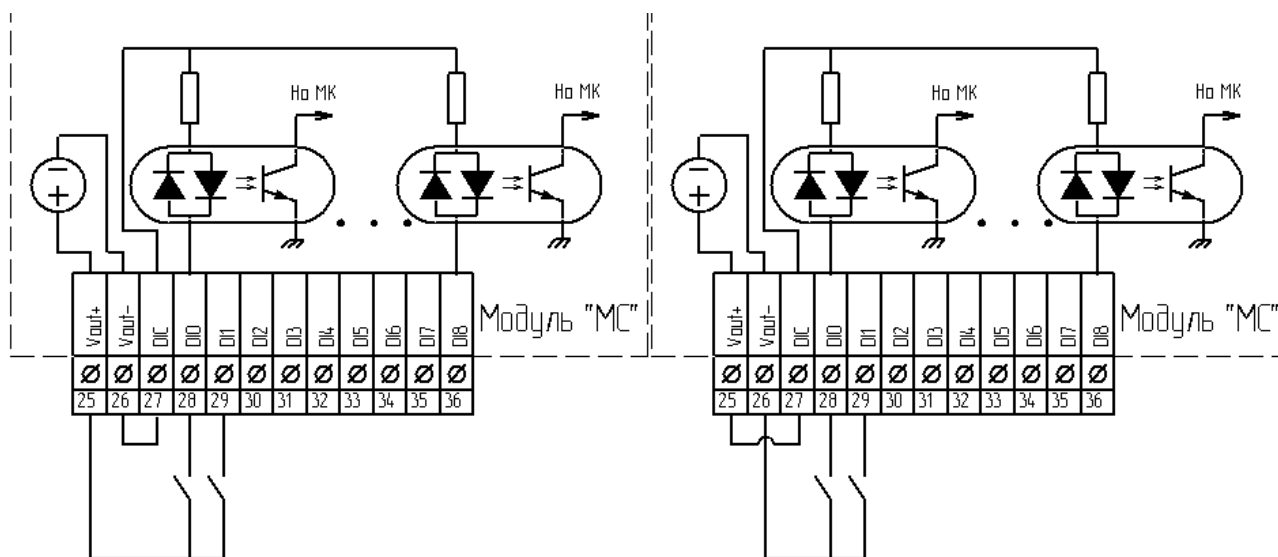 На МК
На МК
Vout+
Vout-
DIC
DI0
DI1
DI2
DI3
DI4
DI5
DI6
DI7
DI8
Модуль "МС"
25 26 27 28 29 30 31 32 33 34 35 36
На МК
На МК
Vout+
Vout-
DIC
DI0
DI1
DI2
DI3
DI4
DI5
DI6
DI7
DI8
Модуль "МС"
25 26 27 28 29 30 31 32 33 34 35 36